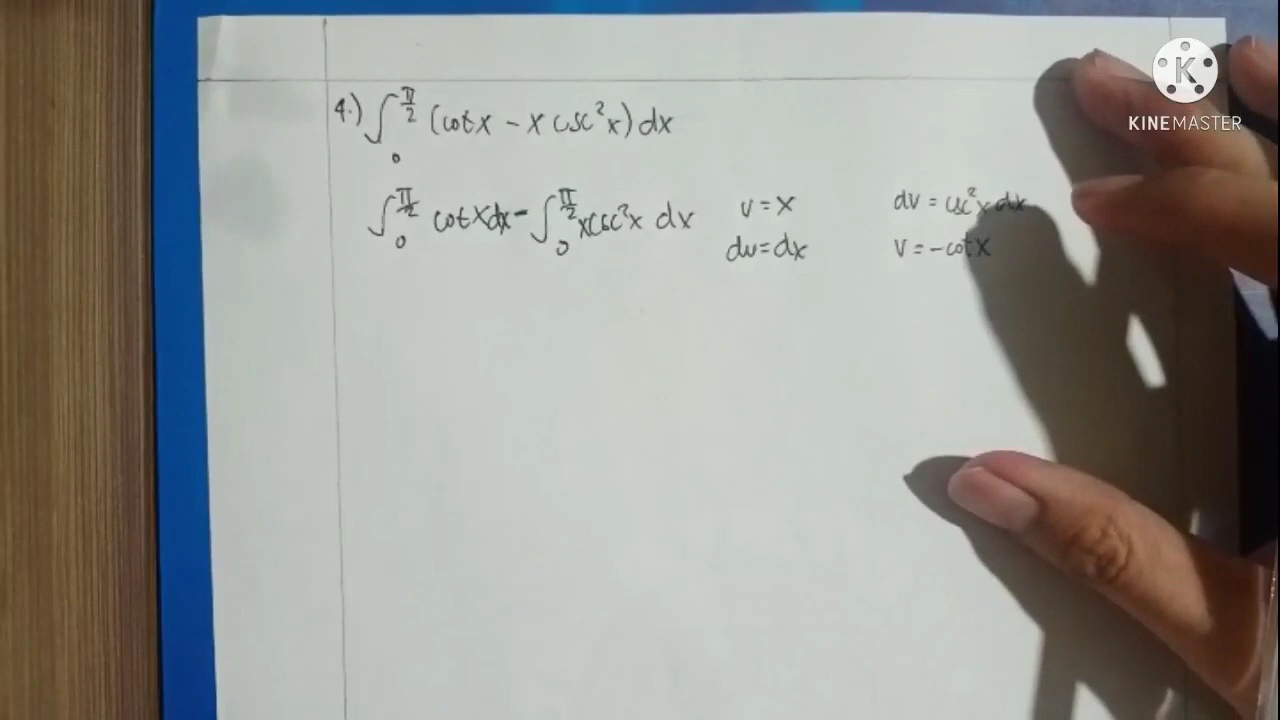 4.) ∫₀^{π/2} (cot x - x csc²x) dx
∫₀^{π/2} cot x dx - ∫₀^{π/2} x csc²x dx   u = x   dv = csc²x dx
du = dx   v = -cot x
K
KINEMASTER